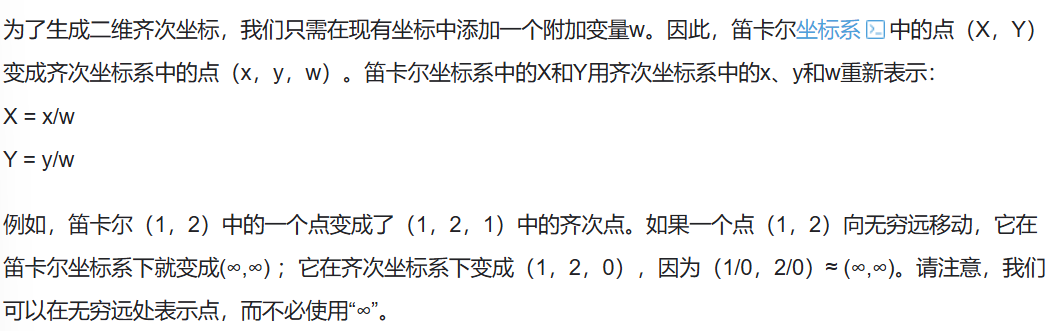 为了生成二维齐次坐标，我们只需在现有坐标中添加一个附加变量w。因此，笛卡尔坐标系中的点（X，Y）
变成齐次坐标系中的点（x，y，w）。笛卡尔坐标系中的X和Y用齐次坐标系中的x、y和w重新表示：
X = x/w
Y = y/w
例如，笛卡尔（1，2）中的一个点变成了（1，2，1）中的齐次点。如果一个点（1，2）向无穷远移动，它在
笛卡尔坐标系下就变成(∞,∞)；它在齐次坐标系下变成（1，2，0），因为（1/0，2/0）≈ (∞,∞)。请注意，我们
可以在无穷远处表示点，而不必使用“∞”。